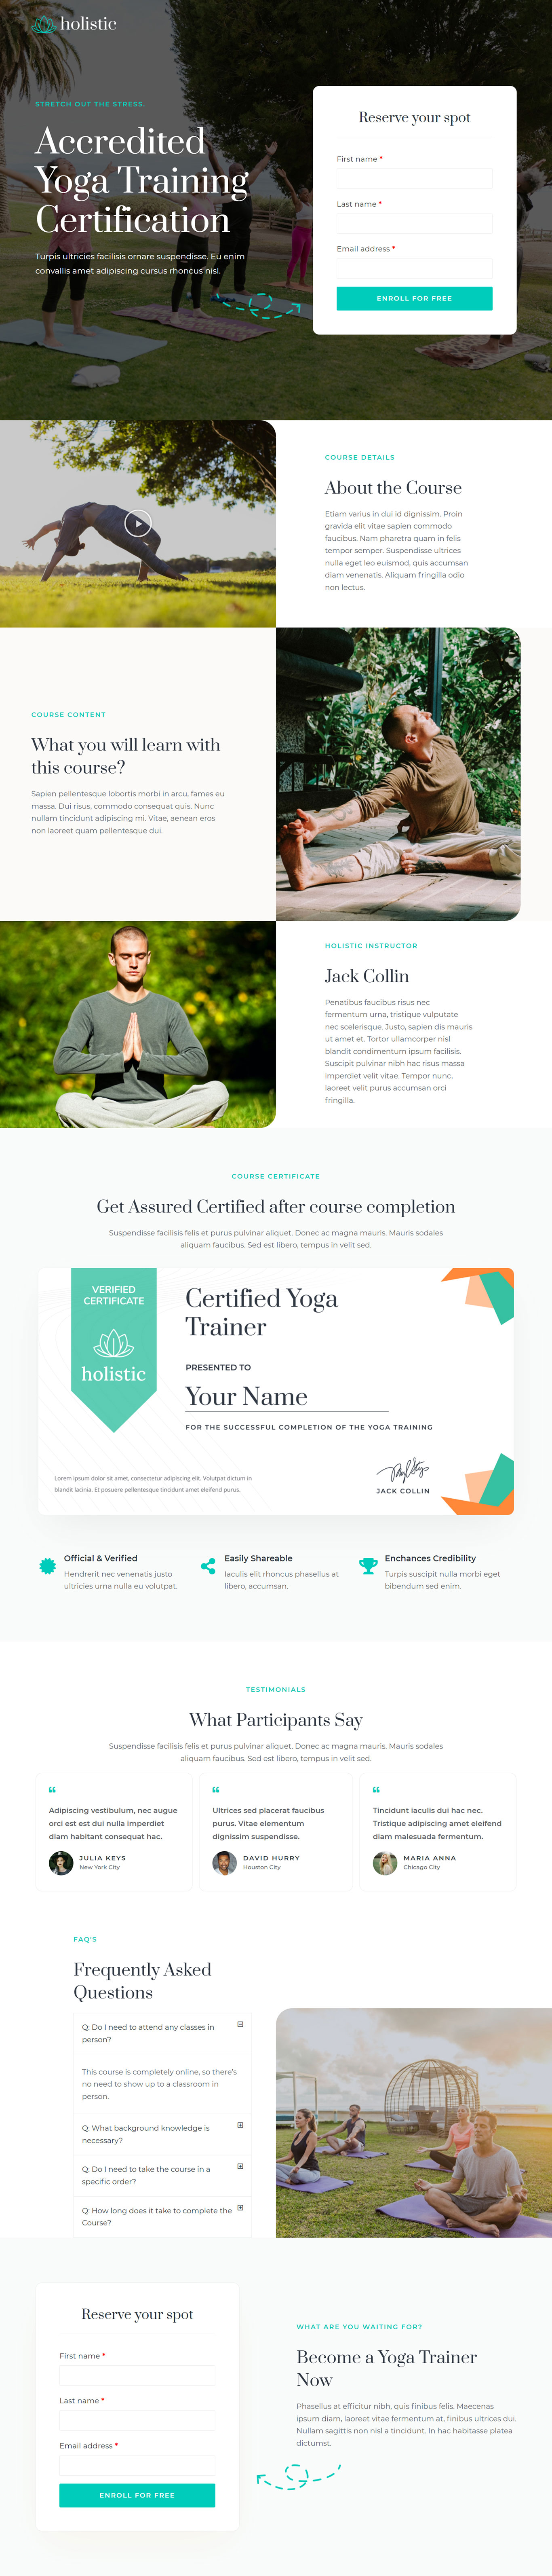 holistic
STRETCH OUT THE STRESS.
Accredited
Yoga Training
Certification
Turpis ultricies facilisis ornare suspendisse. Eu enim
convallis amet adipiscing cursus rhoncus nisl.
Reserve your spot
First name *
Last name *
Email address *
ENROLL FOR FREE
COURSE DETAILS
About the Course
Etiam varius in dui id dignissim. Proin
gravida elit vitae sapien commodo
faucibus. Nam pharetra quam in felis
tempor semper. Suspendisse ultrices
nulla eget leo euismod, quis accumsan
diam venenatis. Aliquam fringilla odio
non lectus.
COURSE CONTENT
What you will learn with
this course?
Sapien pellentesque lobortis morbi in arcu, fames eu
massa. Dui risus, commodo consequat quis. Nunc
nullam tincidunt adipiscing mi. Vitae, aenean eros
non laoreet quam pellentesque dui.
HOLISTIC INSTRUCTOR
Jack Collin
Penatibus faucibus risus nec
fermentum urna, tristique vulputate
nec scelerisque. Justo, sapien dis mauris
ut amet et. Tortor ullamcorper nisl
blandit condimentum ipsum facilisis.
Suscipit pulvinar nibh hac risus massa
imperdiet velit vitae. Tempor nunc,
laoreet velit purus accumsan orci
fringilla.
COURSE CERTIFICATE
Get Assured Certified after course completion
Suspendisse facilisis felis et purus pulvinar aliquet. Donec ac magna mauris. Mauris sodales
aliquam faucibus. Sed est libero, tempus in velit sed.
VERIFIED
CERTIFICATE
holistic
Certified Yoga
Trainer
PRESENTED TO
Your Name
FOR THE SUCCESSFUL COMPLETION OF THE YOGA TRAINING
Lorem ipsum dolor sit amet, consectetur adipiscing elit. Volutpat dictum in
blandit lacinia. Et posuere pellentesque tincidunt amet eleifend purus.
JACK COLLIN
Official & Verified
Hendrerit nec venenatis justo
ultricies urna nulla eu volutpat.
Easily Shareable
Iaculis elit rhoncus phasellus at
libero, accumsan.
Enchances Credibility
Turpis suscipit nulla morbi eget
bibendum sed enim.
TESTIMONIALS
What Participants Say
Suspendisse facilisis felis et purus pulvinar aliquet. Donec ac magna mauris. Mauris sodales
aliquam faucibus. Sed est libero, tempus in velit sed.
Adipiscing vestibulum, nec augue
orci est est dui nulla imperdiet
diam habitant consequat hac.
JULIA KEYS
New York City
Ultrices sed placerat faucibus
purus. Vitae elementum
dignissim suspendisse.
DAVID HURRY
Houston City
Tincidunt iaculis dui hac nec.
Tristique adipiscing amet eleifend
diam malesuada fermentum.
MARIA ANNA
Chicago City
FAQ'S
Frequently Asked
Questions
Q: Do I need to attend any classes in
person?
This course is completely online, so there's
no need to show up to a classroom in
person.
Q: What background knowledge is
necessary?
Q: Do I need to take the course in a
specific order?
Q: How long does it take to complete the
Course?
Reserve your spot
First name *
Last name *
Email address *
ENROLL FOR FREE
WHAT ARE YOU WAITING FOR?
Become a Yoga Trainer
Now
Phasellus at efficitur nibh, quis finibus felis. Maecenas
ipsum diam, laoreet vitae fermentum at, finibus ultrices dui.
Nullam sagittis non nisl a tincidunt. In hac habitasse platea
dictumst.